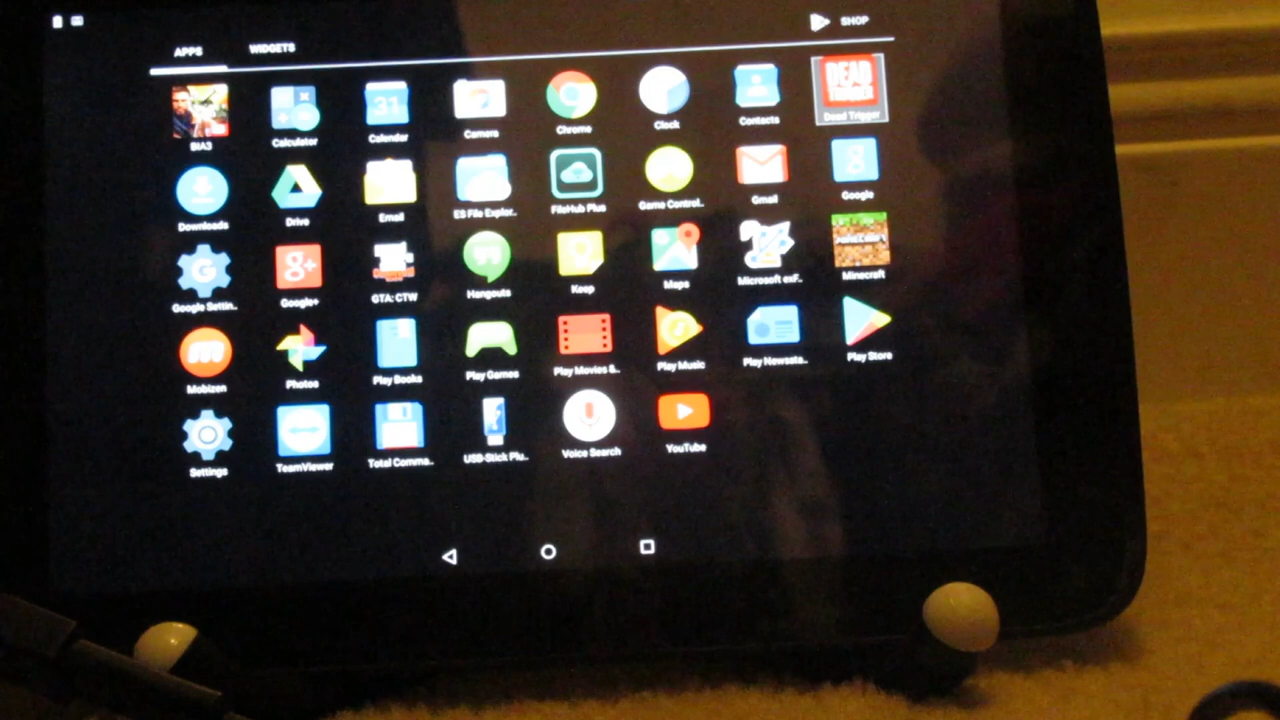 SHOP
APPS WIDGETS
BIA3 Calculator Calendar Camera Chrome Clock Contacts Dead Trigger
31
DEAD
TRIGGER
Downloads Drive Email ES File Explor.. FileHub Plus Game Control.. Gmail Google
g
G
g+
MINECRAFT
Google Settin.. Google+ GTA: CTW Hangouts Keep Maps Microsoft exF.. Minecraft
Mobizen Photos Play Books Play Games Play Movies &.. Play Music Play Newssta.. Play Store
Settings TeamViewer Total Comma.. USB-Stick Plu.. Voice Search YouTube